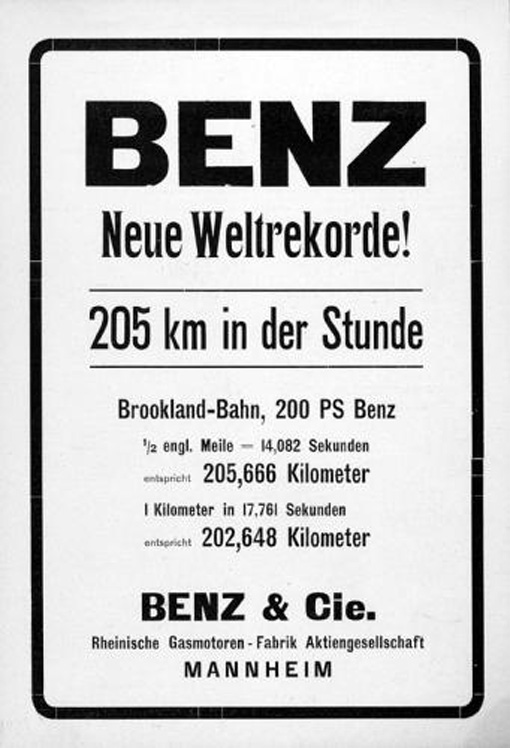 BENZ
Neue Weltrekorde!
205 km in der Stunde
Brookland-Bahn, 200 PS Benz
1/2 engl. Meile — 14,082 Sekunden
entspricht 205,666 Kilometer
1 Kilometer in 17,761 Sekunden
entspricht 202,648 Kilometer
BENZ & Cie.
Rheinische Gasmotoren-Fabrik Aktiengesellschaft
MANNHEIM